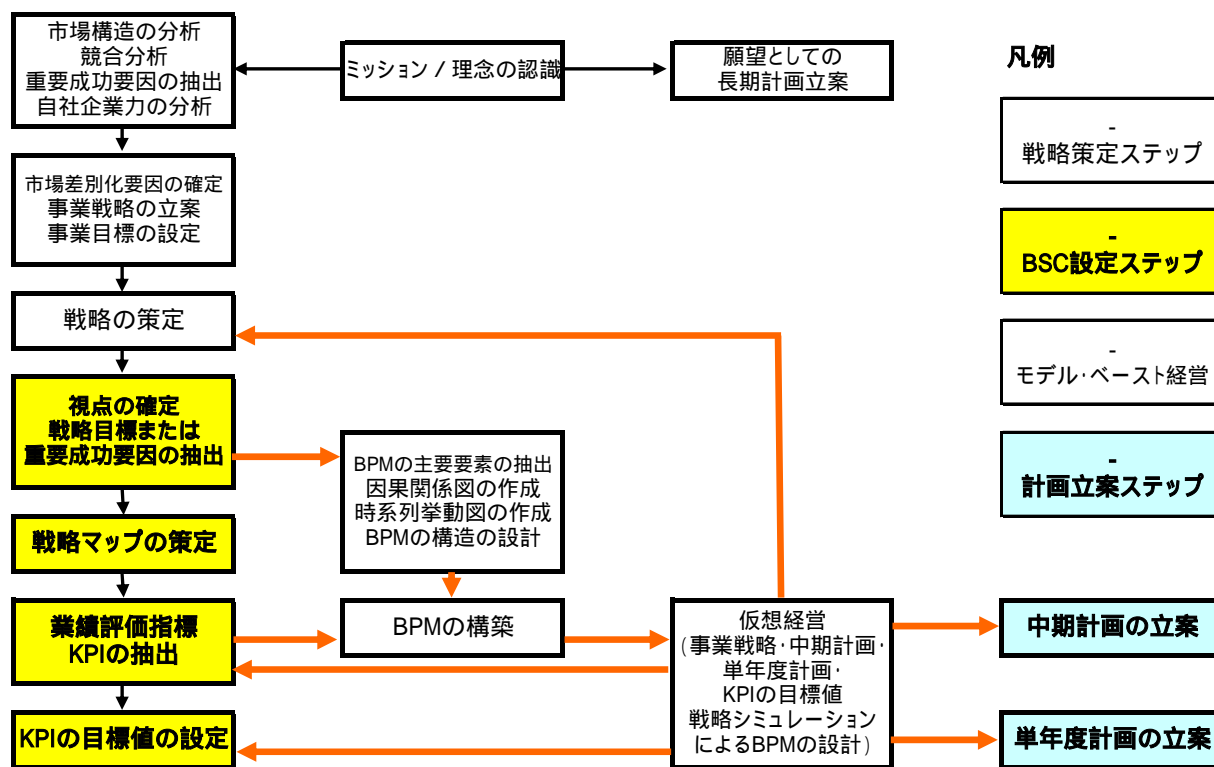 市場構造の分析
競合分析
重要成功要因の抽出
自社企業力の分析
ミッション / 理念の認識
願望としての
長期計画立案
凡例
-
戦略策定ステップ
市場差別化要因の確定
事業戦略の立案
事業目標の設定
-
BSC設定ステップ
戦略の策定
-
モデル・ベースト経営
視点の確定
戦略目標または
重要成功要因の抽出
BPMの主要要素の抽出
因果関係図の作成
時系列挙動図の作成
BPMの構造の設計
-
計画立案ステップ
戦略マップの策定
業績評価指標
KPIの抽出
BPMの構築
仮想経営
(事業戦略・中期計画・
単年度計画・
KPIの目標値
戦略シミュレーション
によるBPMの設計)
中期計画の立案
KPIの目標値の設定
単年度計画の立案